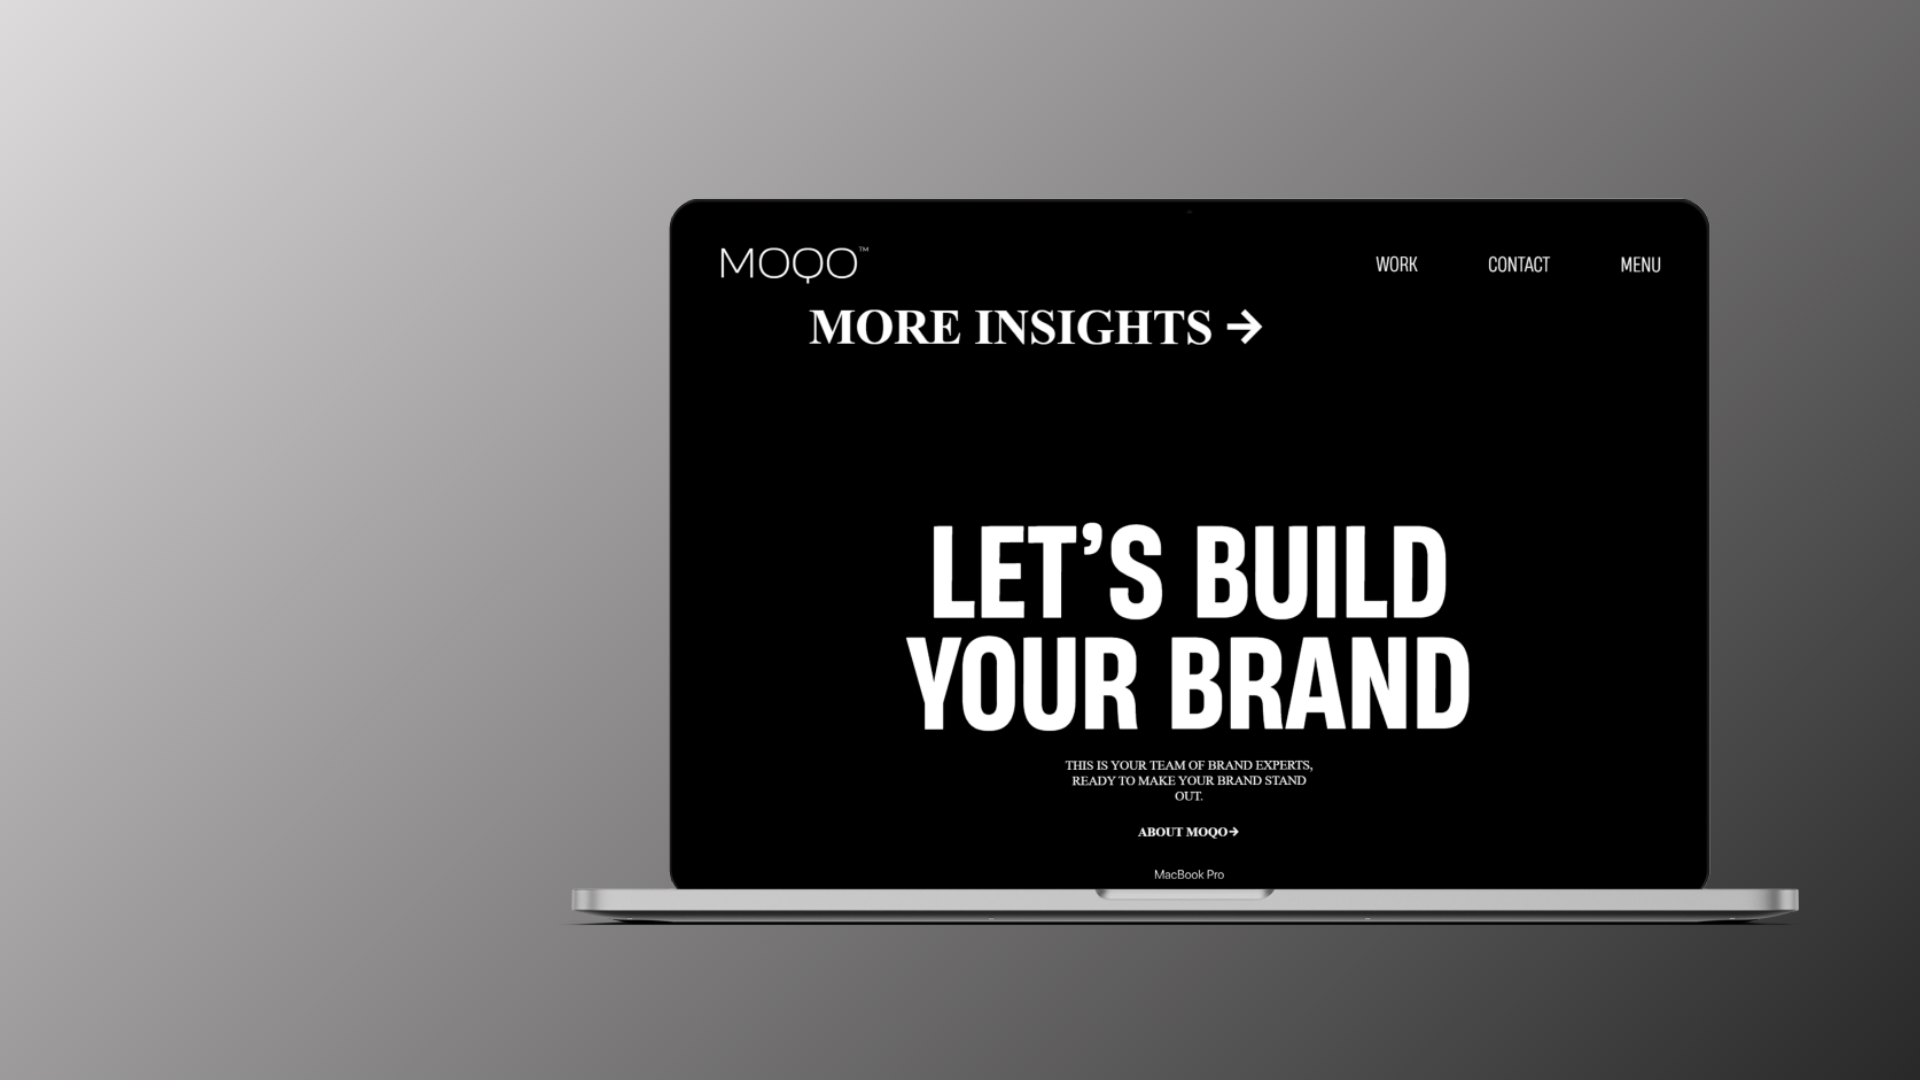 MOQO™
WORK CONTACT MENU
MORE INSIGHTS →
LET’S BUILD
YOUR BRAND
THIS IS YOUR TEAM OF BRAND EXPERTS,
READY TO MAKE YOUR BRAND STAND
OUT.
ABOUT MOQO→
MacBook Pro